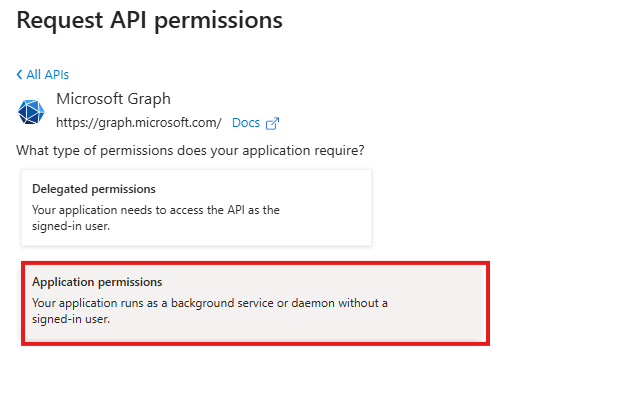 Request API permissions
All APIs
Microsoft Graph
https://graph.microsoft.com/ Docs
What type of permissions does your application require?
Delegated permissions
Your application needs to access the API as the
signed-in user.
Application permissions
Your application runs as a background service or daemon without a
signed-in user.